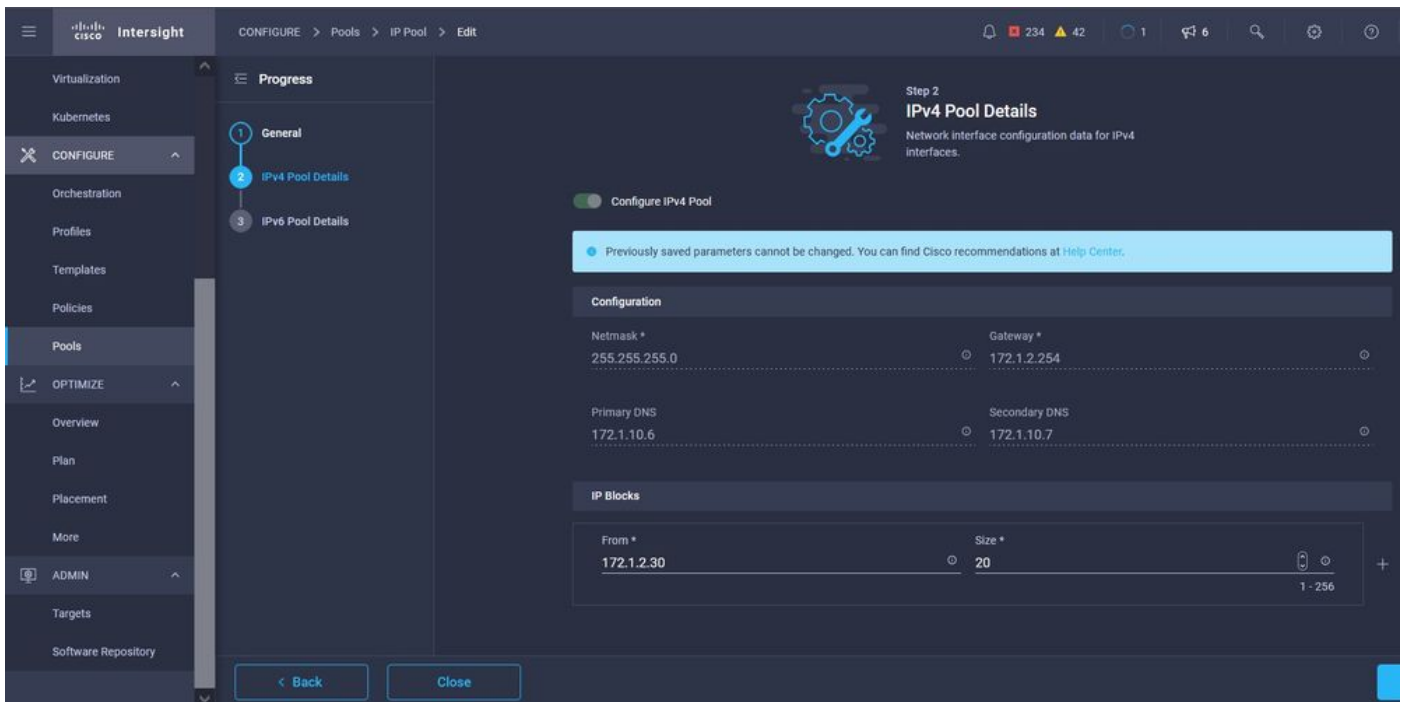 cisco Intersight
CONFIGURE > Pools > IP Pool > Edit
234 42 1 6
Virtualization
Kubernetes
CONFIGURE
Orchestration
Profiles
Templates
Policies
Pools
OPTIMIZE
Overview
Plan
Placement
More
ADMIN
Targets
Software Repository
Progress
1 General
2 IPv4 Pool Details
3 IPv6 Pool Details
Step 2
IPv4 Pool Details
Network interface configuration data for IPv4
interfaces.
Configure IPv4 Pool
Previously saved parameters cannot be changed. You can find Cisco recommendations at Help Center.
Configuration
Netmask * Gateway *
255.255.255.0 172.1.2.254
Primary DNS Secondary DNS
172.1.10.6 172.1.10.7
IP Blocks
From * Size *
172.1.2.30 20
1 - 256
< Back Close